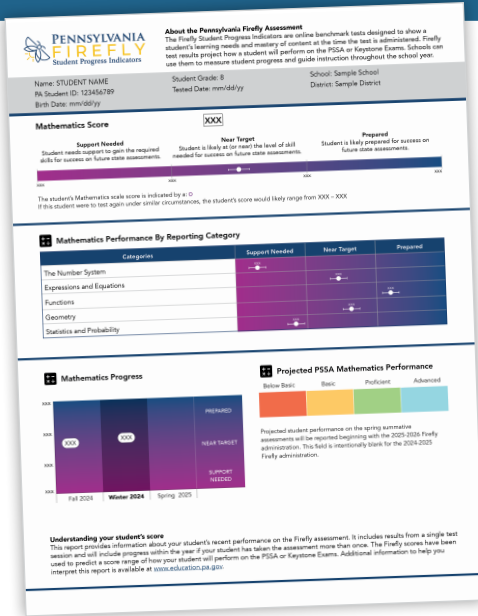 PENNSYLVANIA
FIREFLY
Student Progress Indicators
About the Pennsylvania Firefly Assessment
The Firefly Student Progress Indicators are online benchmark tests designed to show a
student's learning needs and mastery of content at the time the test is administered. Firefly
test results project how a student will perform on the PSSA or Keystone Exams. Schools can
use them to measure student progress and guide instruction throughout the school year.
Name: STUDENT NAME
PA Student ID: 123456789
Birth Date: mm/dd/yy
Student Grade: 8
Tested Date: mm/dd/yy
School: Sample School
District: Sample District
Mathematics Score
XXX
Support Needed
Student needs support to gain the required
skills for success on future state assessments.
Near Target
Student is likely at (or near) the level of skill
needed for success on future state assessments.
Prepared
Student is likely prepared for success on
future state assessments.
XXX
XXX
XXX
XXX
XXX
The student's Mathematics scale score is indicated by a:
If this student were to test again under similar circumstances, the student's score would likely range from XXX – XXX
Mathematics Performance By Reporting Category
Categories
Support Needed
Near Target
Prepared
The Number System
XXX
Expressions and Equations
XXX
Functions
XXX
Geometry
XXX
Statistics and Probability
XXX
Mathematics Progress
XXX
XXX
XXX
XXX
XXX
XXX
PREPARED
NEAR TARGET
SUPPORT
NEEDED
Fall 2024
Winter 2024
Spring 2025
Projected PSSA Mathematics Performance
Below Basic
Basic
Proficient
Advanced
Projected student performance on the spring summative
assessments will be reported beginning with the 2025-2026 Firefly
administration. This field is intentionally blank for the 2024-2025
Firefly administration.
Understanding your student's score
This report provides information about your student's recent performance on the Firefly assessment. It includes results from a single test
session and will include progress within the year if your student has taken the assessment more than once. The Firefly scores have been
used to predict a score range of how your student will perform on the PSSA or Keystone Exams. Additional information to help you
interpret this report is available at www.education.pa.gov.